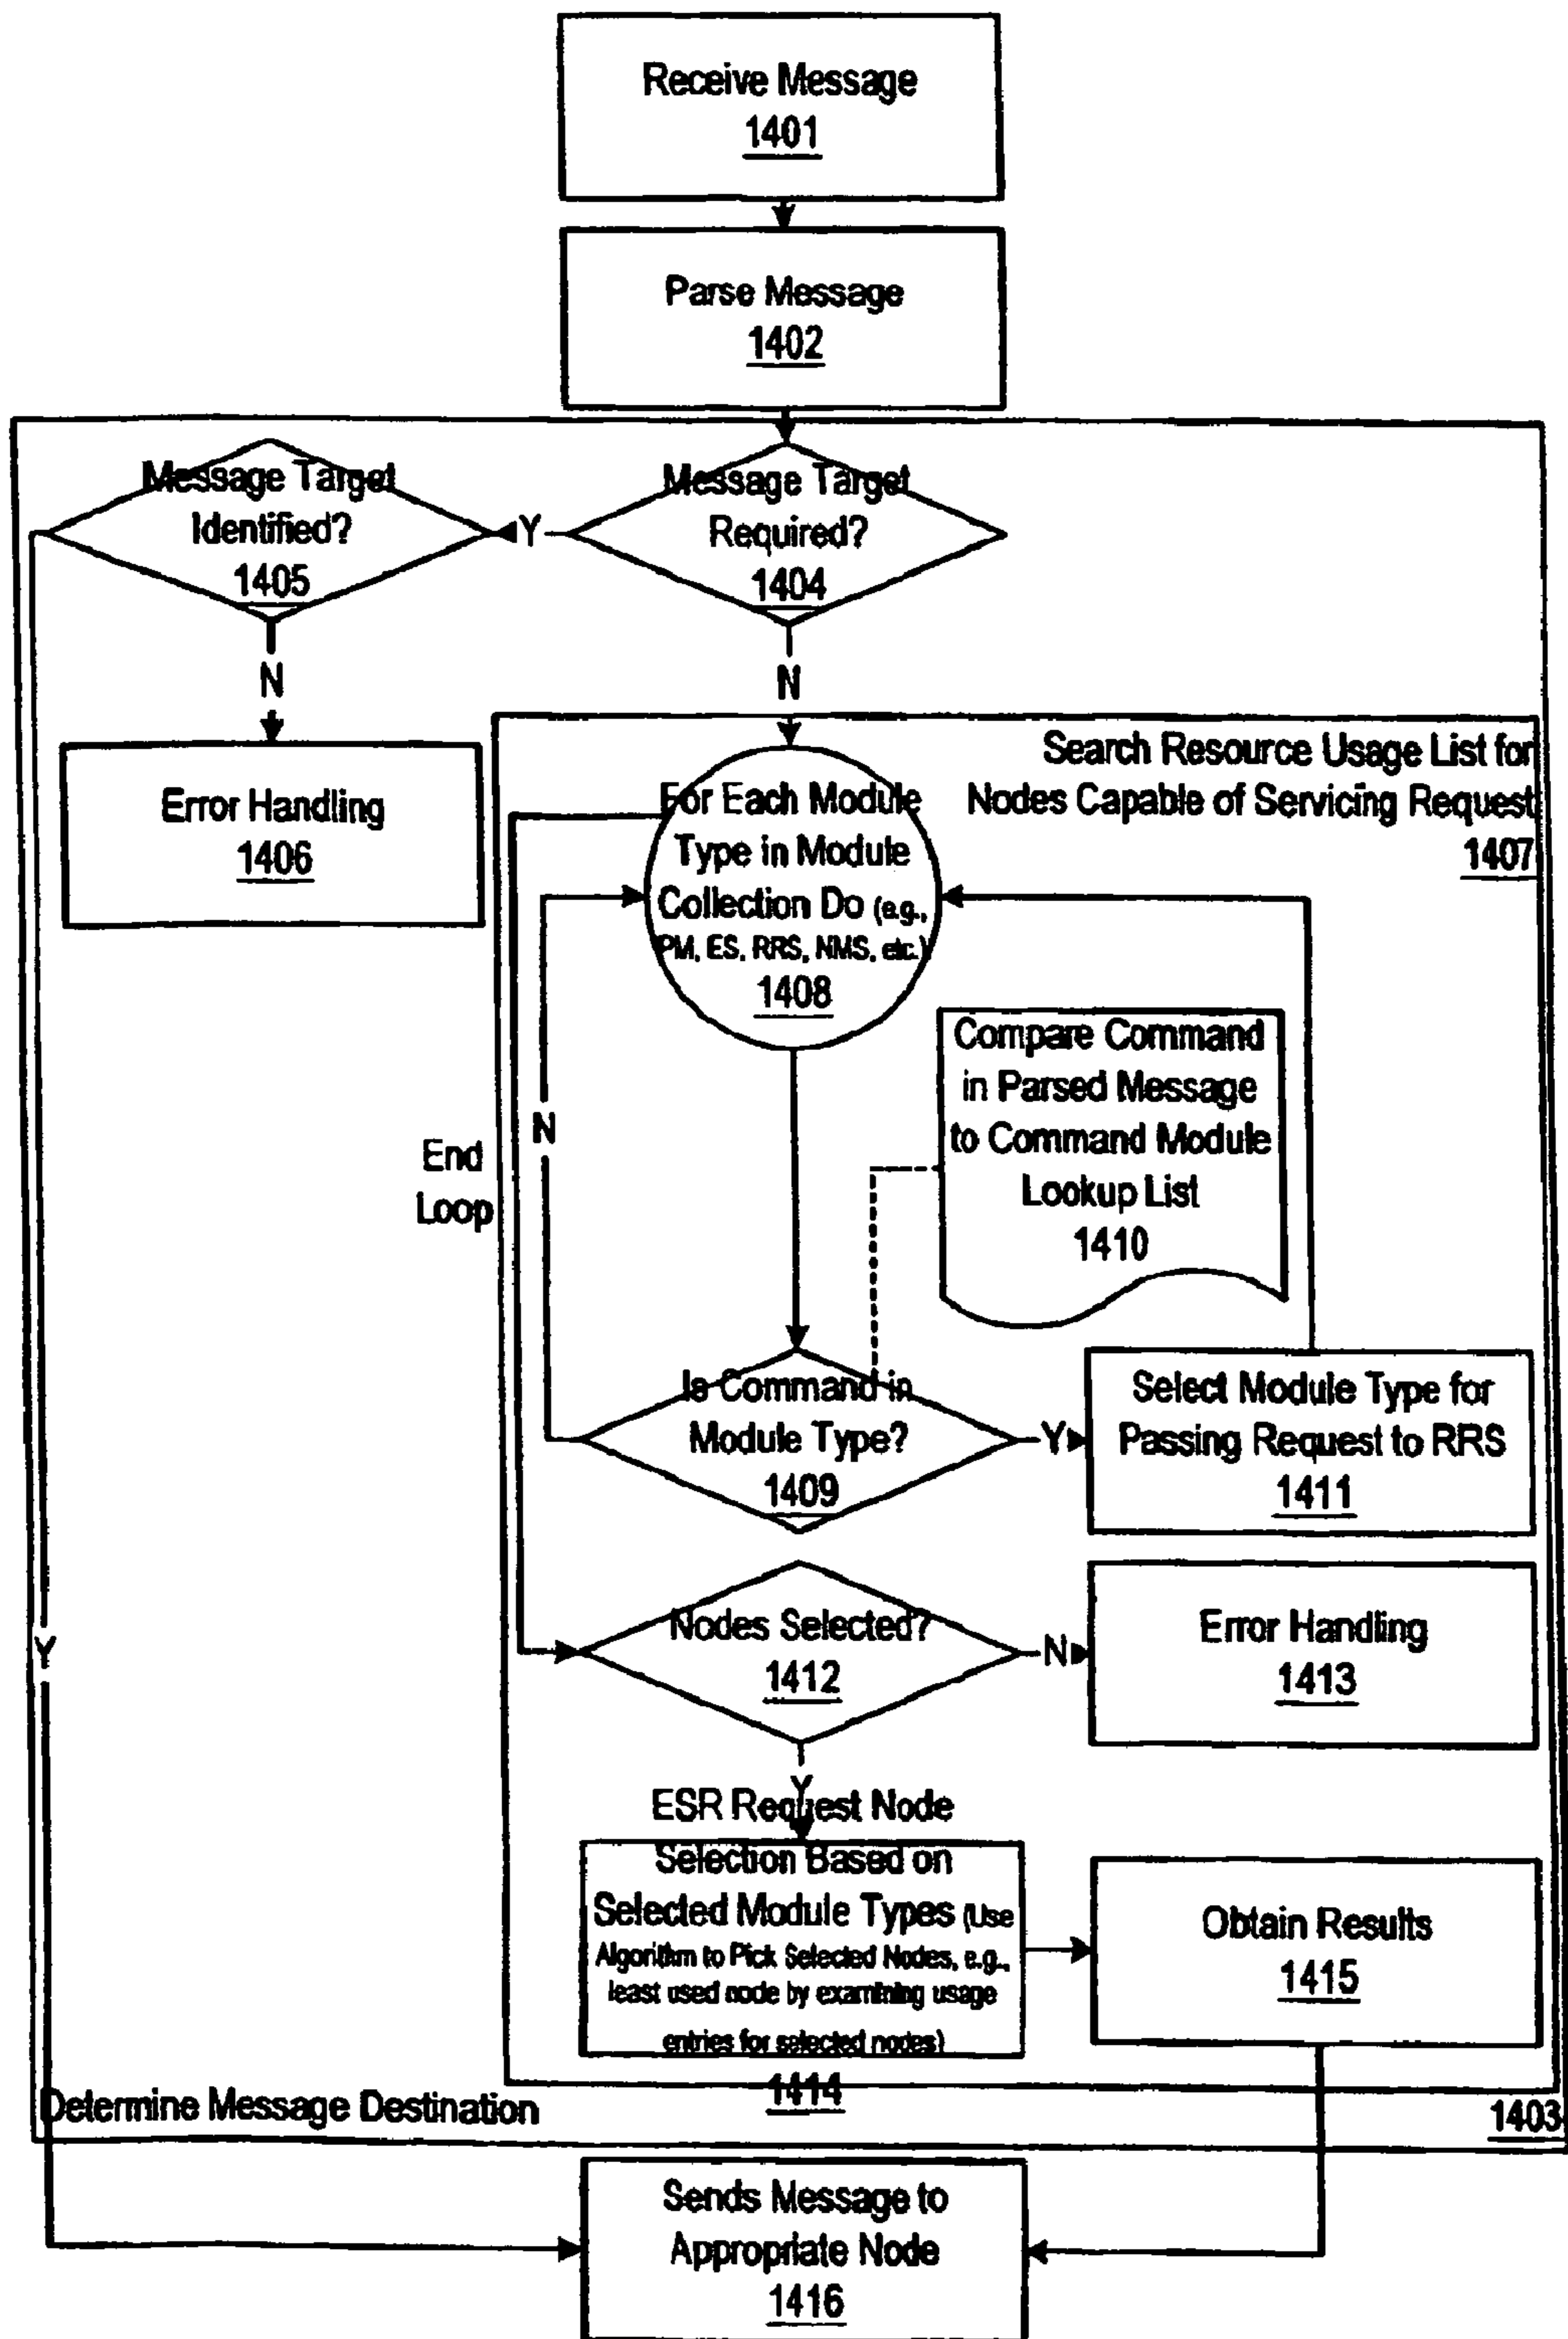 Receive Message
1401
Parse Message
1402
Message Target
Identified?
1405
Y
Message Target
Required?
1404
N
N
Error Handling
1406
Search Resource Usage List for
Nodes Capable of Servicing Request
1407
For Each Module
Type in Module
Collection Do (e.g.,
PM, ES, RRS, NMS, etc.)
1408
Compare Command
in Parsed Message
to Command Module
Lookup List
1410
N
End
Loop
Is Command in
Module Type?
1409
Y
Select Module Type for
Passing Request to RRS
1411
Nodes Selected?
1412
N
Error Handling
1413
Y
Y
ESR Request Node
Selection Based on
Selected Module Types (Use
Algorithm to Pick Selected Nodes, e.g.,
least used node by examining usage
entries for selected nodes)
1414
Obtain Results
1415
Determine Message Destination
1403
Sends Message to
Appropriate Node
1416